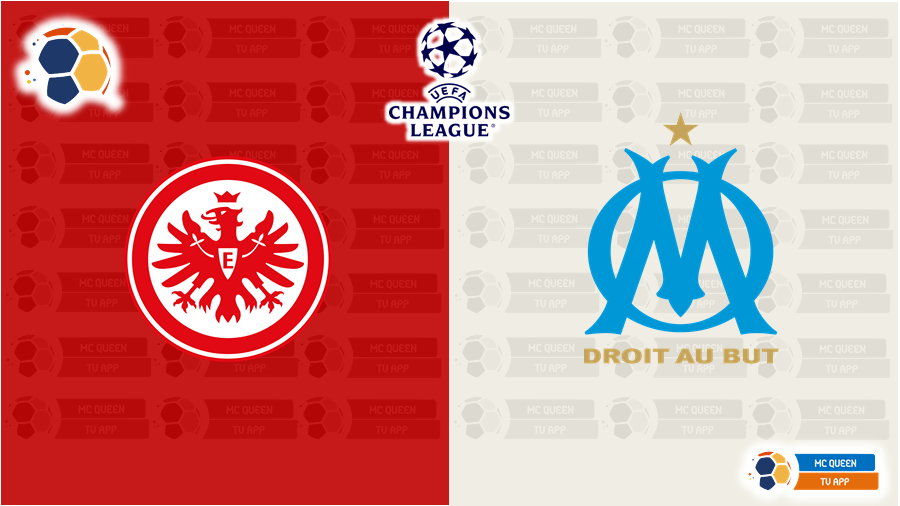 UEFA
CHAMPIONS
LEAGUE®
E
DROIT AU BUT
MC QUEEN
TV APP